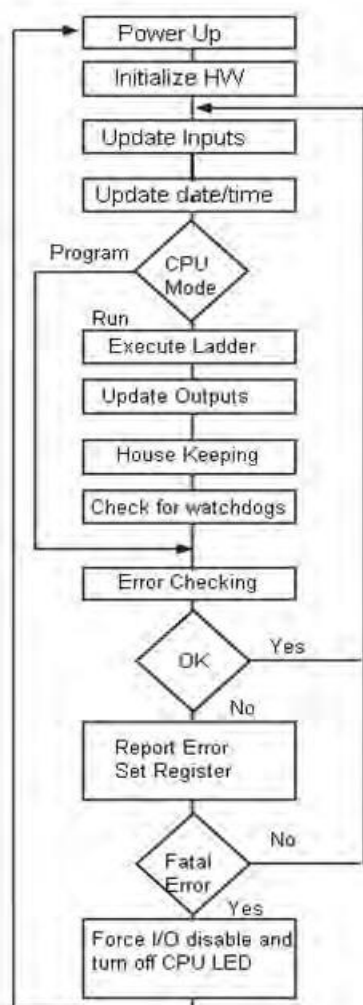 Power Up
Initialize HW
Update Inputs
Update date/time
Program
CPU
Mode
Run
Execute Ladder
Update Outputs
House Keeping
Check for watchdogs
Error Checking
OK
Yes
No
Report Error
Set Register
Fatal
Error
No
Yes
Force I/O disable and
turn off CPU LED